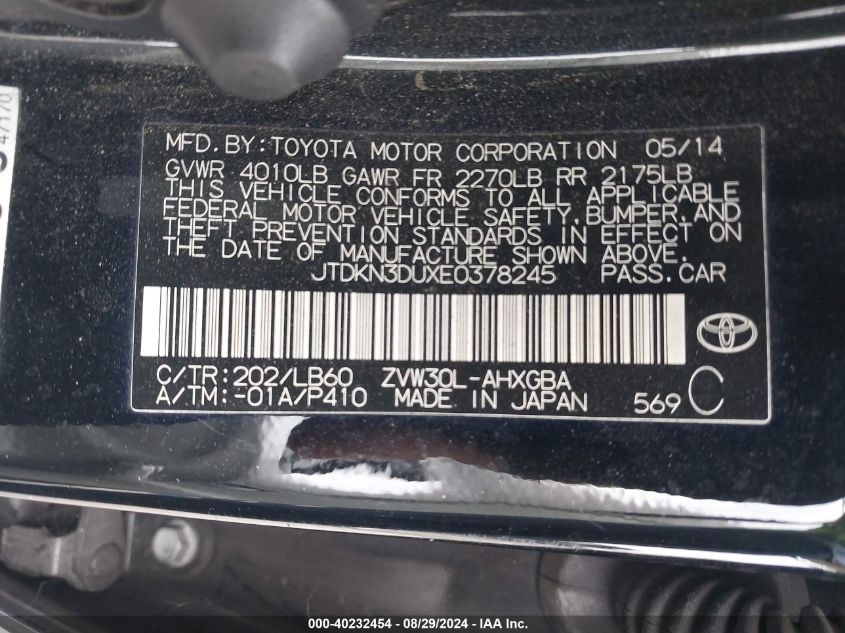 47170
MFD. BY: TOYOTA MOTOR CORPORATION 05/14
GVWR 4010LB GAWR FR 2270LB RR 2175LB
THIS VEHICLE CONFORMS TO ALL APPLICABLE
FEDERAL MOTOR VEHICLE SAFETY, BUMPER, AND
THEFT PREVENTION STANDARDS IN EFFECT ON
THE DATE OF MANUFACTURE SHOWN ABOVE.
JTDKN3DUXE0378245 PASS. CAR
C/TR: 202/LB60 ZVW30L-AHXGBA
A/TM: -01A/P410 MADE IN JAPAN 569 C
000-40232454 - 08/29/2024 - IAA Inc.